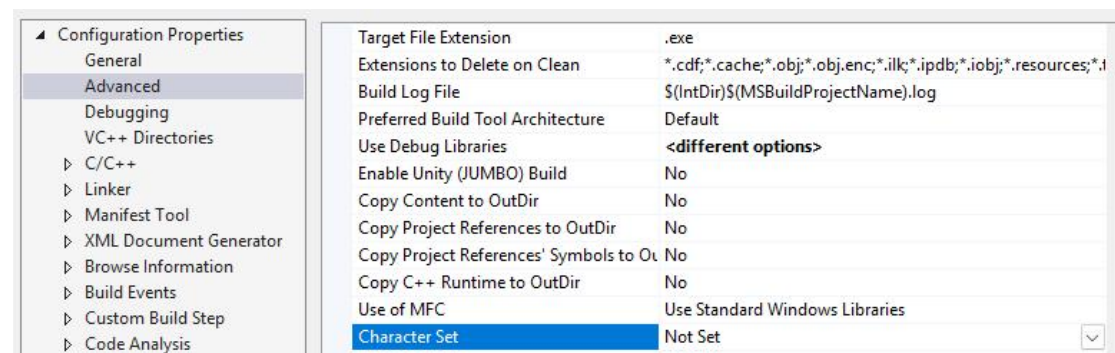 Configuration Properties
General
Advanced
Debugging
VC++ Directories
C/C++
Linker
Manifest Tool
XML Document Generator
Browse Information
Build Events
Custom Build Step
Code Analysis
Target File Extension .exe
Extensions to Delete on Clean *.cdf;*.cache;*.obj;*.obj.enc;*.ilk;*.ipdb;*.iobj;*.resources;*.t
Build Log File $(IntDir)$(MSBuildProjectName).log
Preferred Build Tool Architecture Default
Use Debug Libraries <different options>
Enable Unity (JUMBO) Build No
Copy Content to OutDir No
Copy Project References to OutDir No
Copy Project References' Symbols to Ou No
Copy C++ Runtime to OutDir No
Use of MFC Use Standard Windows Libraries
Character Set Not Set